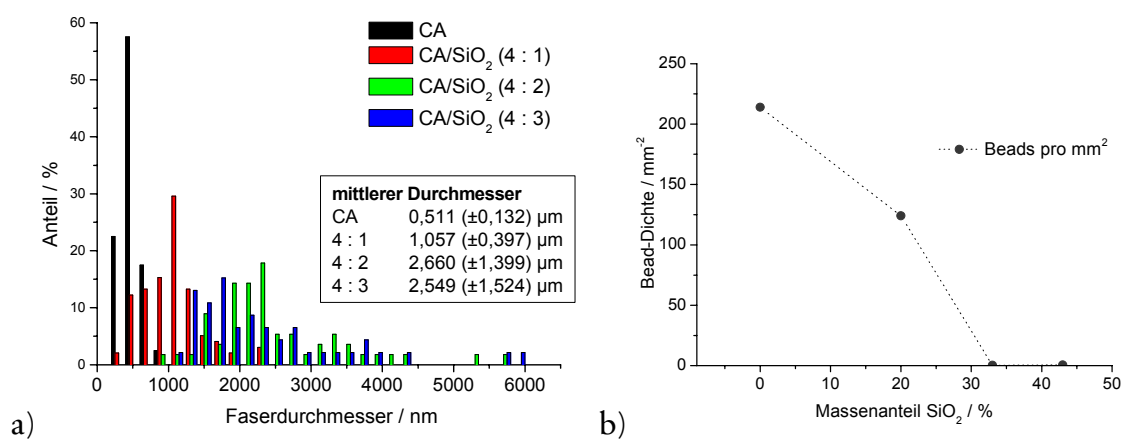 60
50
40
30
20
10
0
Anteil / %
CA
CA/SiO₂ (4 : 1)
CA/SiO₂ (4 : 2)
CA/SiO₂ (4 : 3)
mittlerer Durchmesser
CA 0,511 (±0,132) µm
4 : 1 1,057 (±0,397) µm
4 : 2 2,660 (±1,399) µm
4 : 3 2,549 (±1,524) µm
0 1000 2000 3000 4000 5000 6000
Faserdurchmesser / nm
a)
250
200
150
100
50
0
Bead-Dichte / mm⁻²
Beads pro mm²
0 10 20 30 40 50
Massenanteil SiO₂ / %
b)